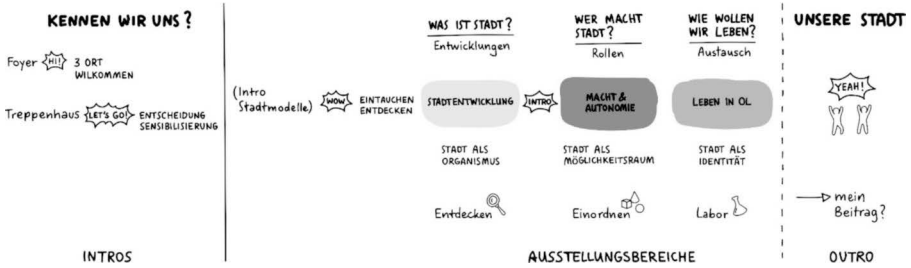 KENNEN WIR UNS?
Foyer HI! 3 ORT
WILKOMMEN
Treppenhaus LET'S GO! ENTSCHEIDUNG
SENSIBILISIERUNG
INTROS
(Intro
Stadtmodelle) WOW EINTAUCHEN
ENTDECKEN
WAS IST STADT?
Entwicklungen
STADTENTWICKLUNG
STADT ALS
ORGANISMUS
Entdecken
INTRO
WER MACHT
STADT?
Rollen
MACHT &
AUTONOMIE
STADT ALS
MÖGLICHKEITSRAUM
Einordnen
WIE WOLLEN
WIR LEBEN?
Austausch
LEBEN IN OL
STADT ALS
IDENTITÄT
Labor
AUSSTELLUNGSBEREICHE
UNSERE STADT
YEAH!
mein
Beitrag?
OUTRO